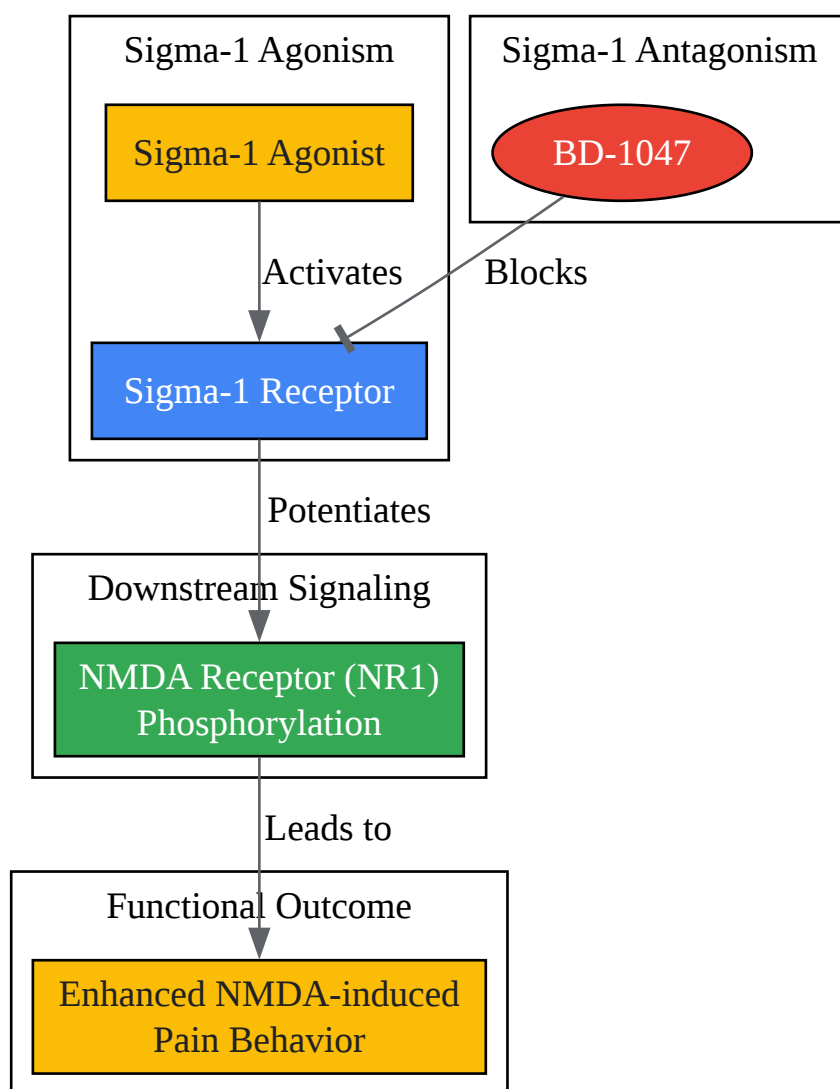 Sigma-1 Agonism
Sigma-1 Antagonism
Sigma-1 Agonist
BD-1047
Activates
Blocks
Sigma-1 Receptor
Potentiates
Downstream Signaling
NMDA Receptor (NR1)
Phosphorylation
Leads to
Functional Outcome
Enhanced NMDA-induced
Pain Behavior